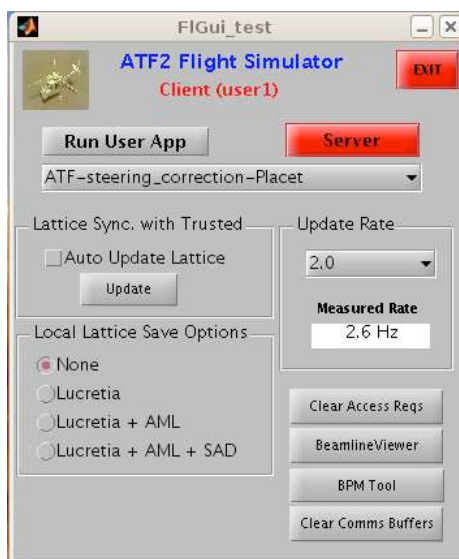 FlGui_test
ATF2 Flight Simulator
EXIT
Client (user1)
Run User App
Server
ATF-steering_correction-Placet
Lattice Sync. with Trusted
Auto Update Lattice
Update
Update Rate
2.0
Measured Rate
2.6 Hz
Local Lattice Save Options
None
Lucretia
Lucretia + AML
Lucretia + AML + SAD
Clear Access Reqs
BeamlineViewer
BPM Tool
Clear Comms Buffers